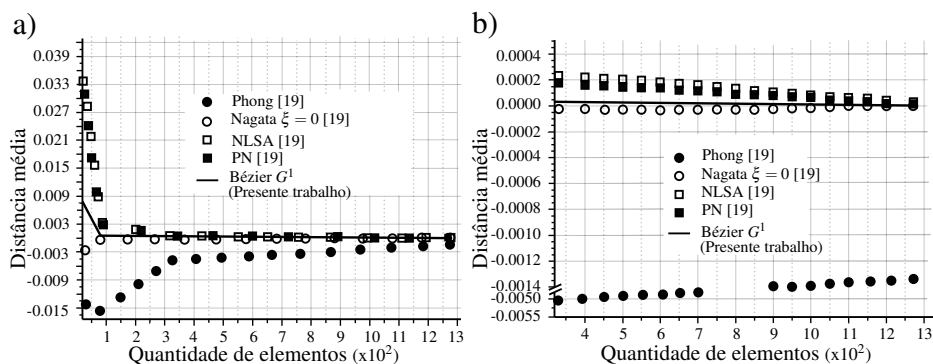 a)
Distância média
0.039
0.033
0.027
0.021
0.015
0.009
0.003
-0.003
-0.009
-0.015
Phong [19]
Nagata ξ = 0 [19]
NLSA [19]
PN [19]
Bézier G¹
(Presente trabalho)
1 2 3 4 5 6 7 8 9 10 11 12 13
Quantidade de elementos (x10²)
b)
Distância média
0.0004
0.0002
0.0000
-0.0002
-0.0004
-0.0006
-0.0008
-0.0010
-0.0012
-0.0014
-0.0050
-0.0055
Phong [19]
Nagata ξ = 0 [19]
NLSA [19]
PN [19]
Bézier G¹
(Presente trabalho)
4 5 6 7 8 9 10 11 12 13
Quantidade de elementos (x10²)